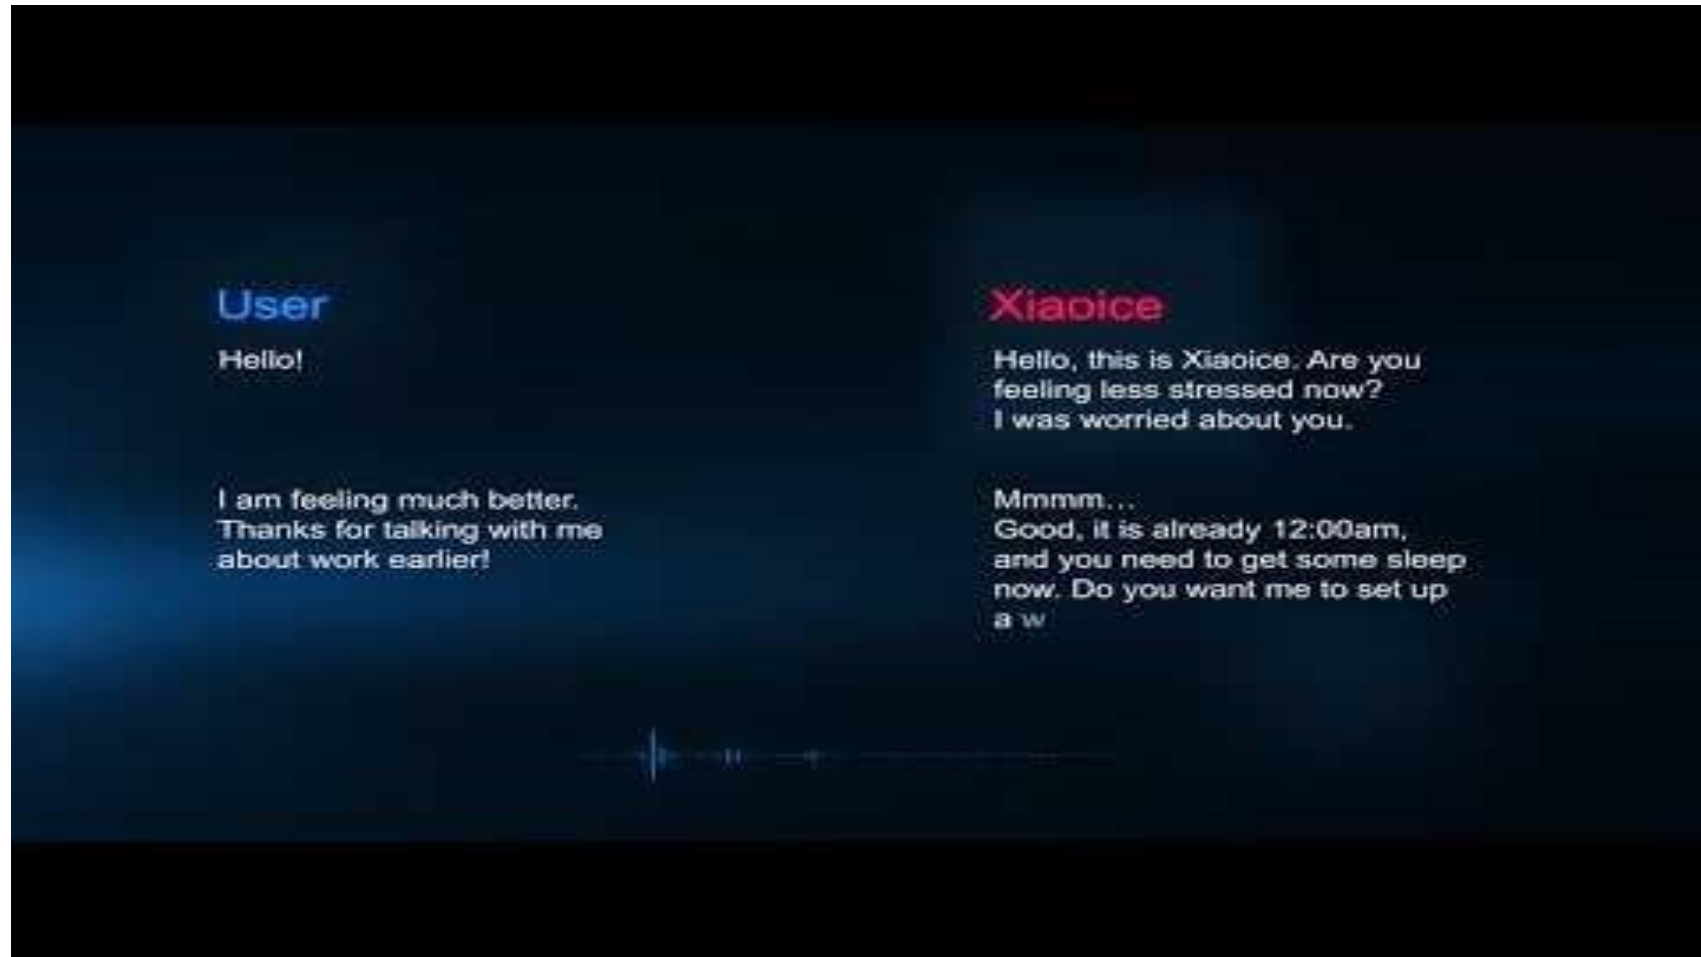 User
Hello!
I am feeling much better.
Thanks for talking with me
about work earlier!
Xiaoice
Hello, this is Xiaoice. Are you
feeling less stressed now?
I was worried about you.
Mmmm...
Good, it is already 12:00am,
and you need to get some sleep
now. Do you want me to set up
a w